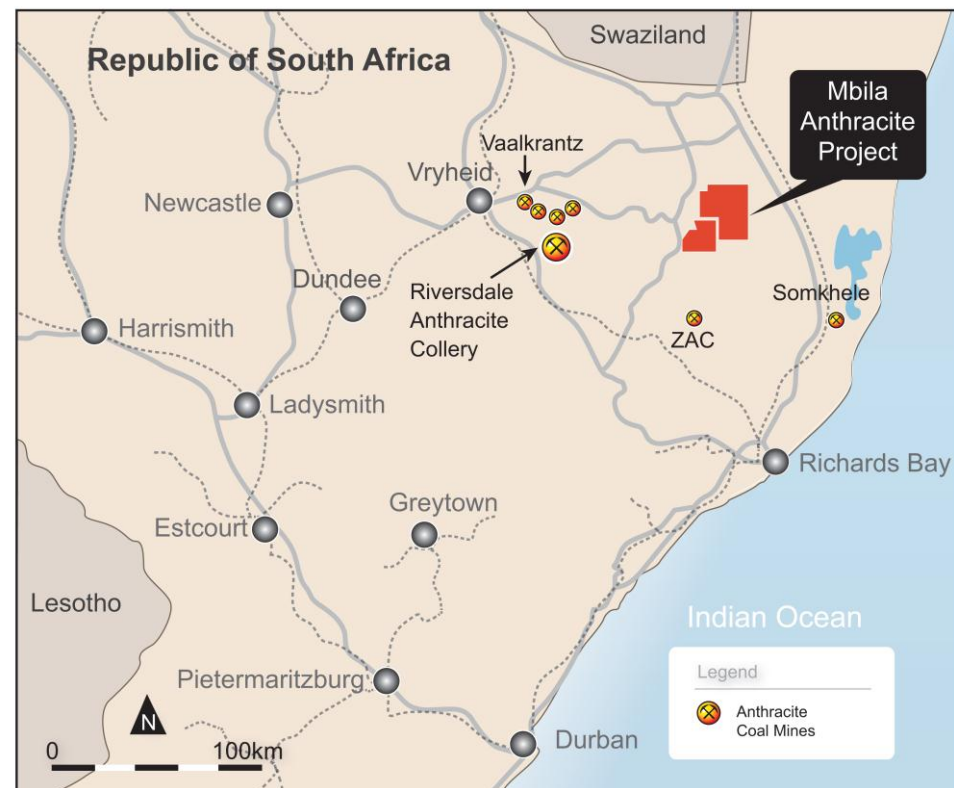 Swaziland
Republic of South Africa
Mbila
Anthracite
Project
Vaalkrantz
Vryheid
Newcastle
Dundee
Riversdale
Anthracite
Collery
Somkhele
Harrismith
ZAC
Ladysmith
Richards Bay
Greytown
Estcourt
Lesotho
Indian Ocean
Legend
Pietermaritzburg
Anthracite
Coal Mines
N
Durban
0 100km